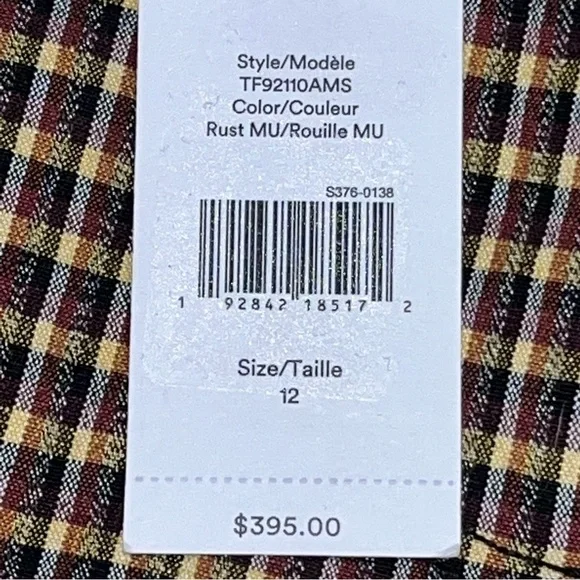 Style/Modèle
TF92110AMS
Color/Couleur
Rust MU/Rouille MU
S376-0138
1 92842 18517 2
Size/Taille
12
$395.00